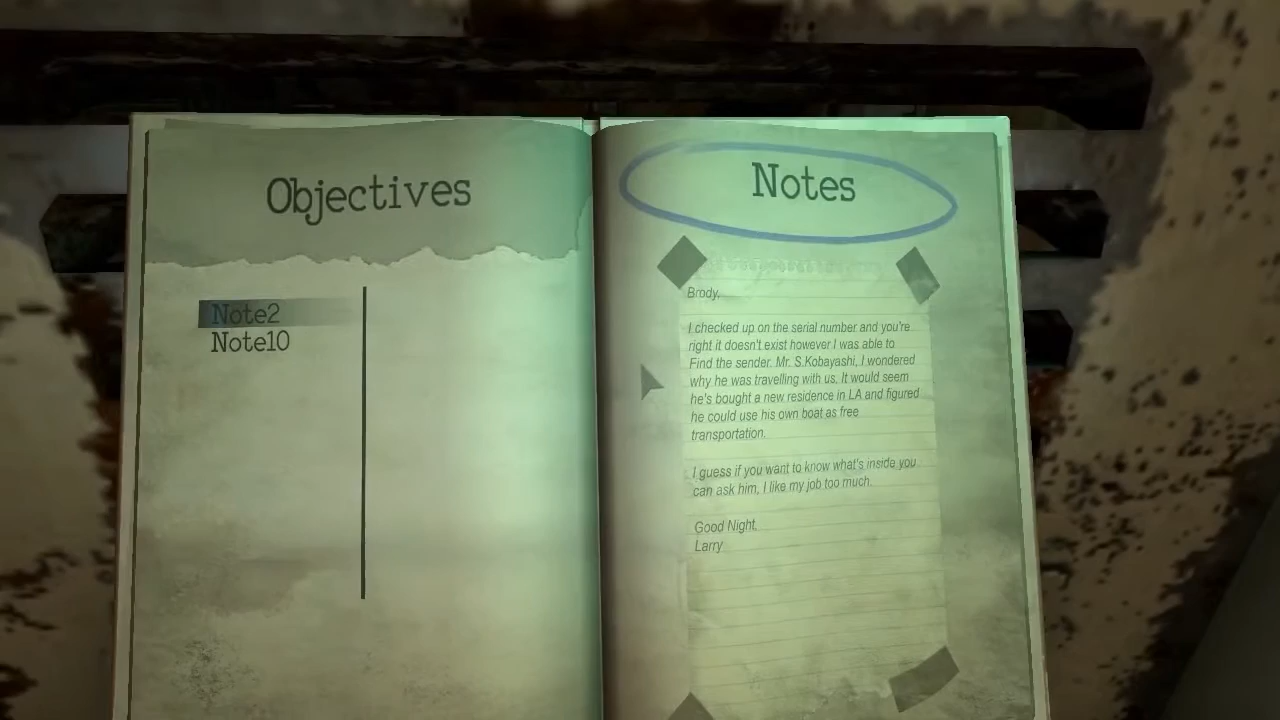 Objectives
Notes
Note2
Note10
Brody,
I checked up on the serial number and you're
right it doesn't exist however I was able to
Find the sender. Mr. S.Kobayashi, I wondered
why he was travelling with us. It would seem
he's bought a new residence in LA and figured
he could use his own boat as free
transportation.
I guess if you want to know what's inside you
can ask him, I like my job too much.
Good Night,
Larry